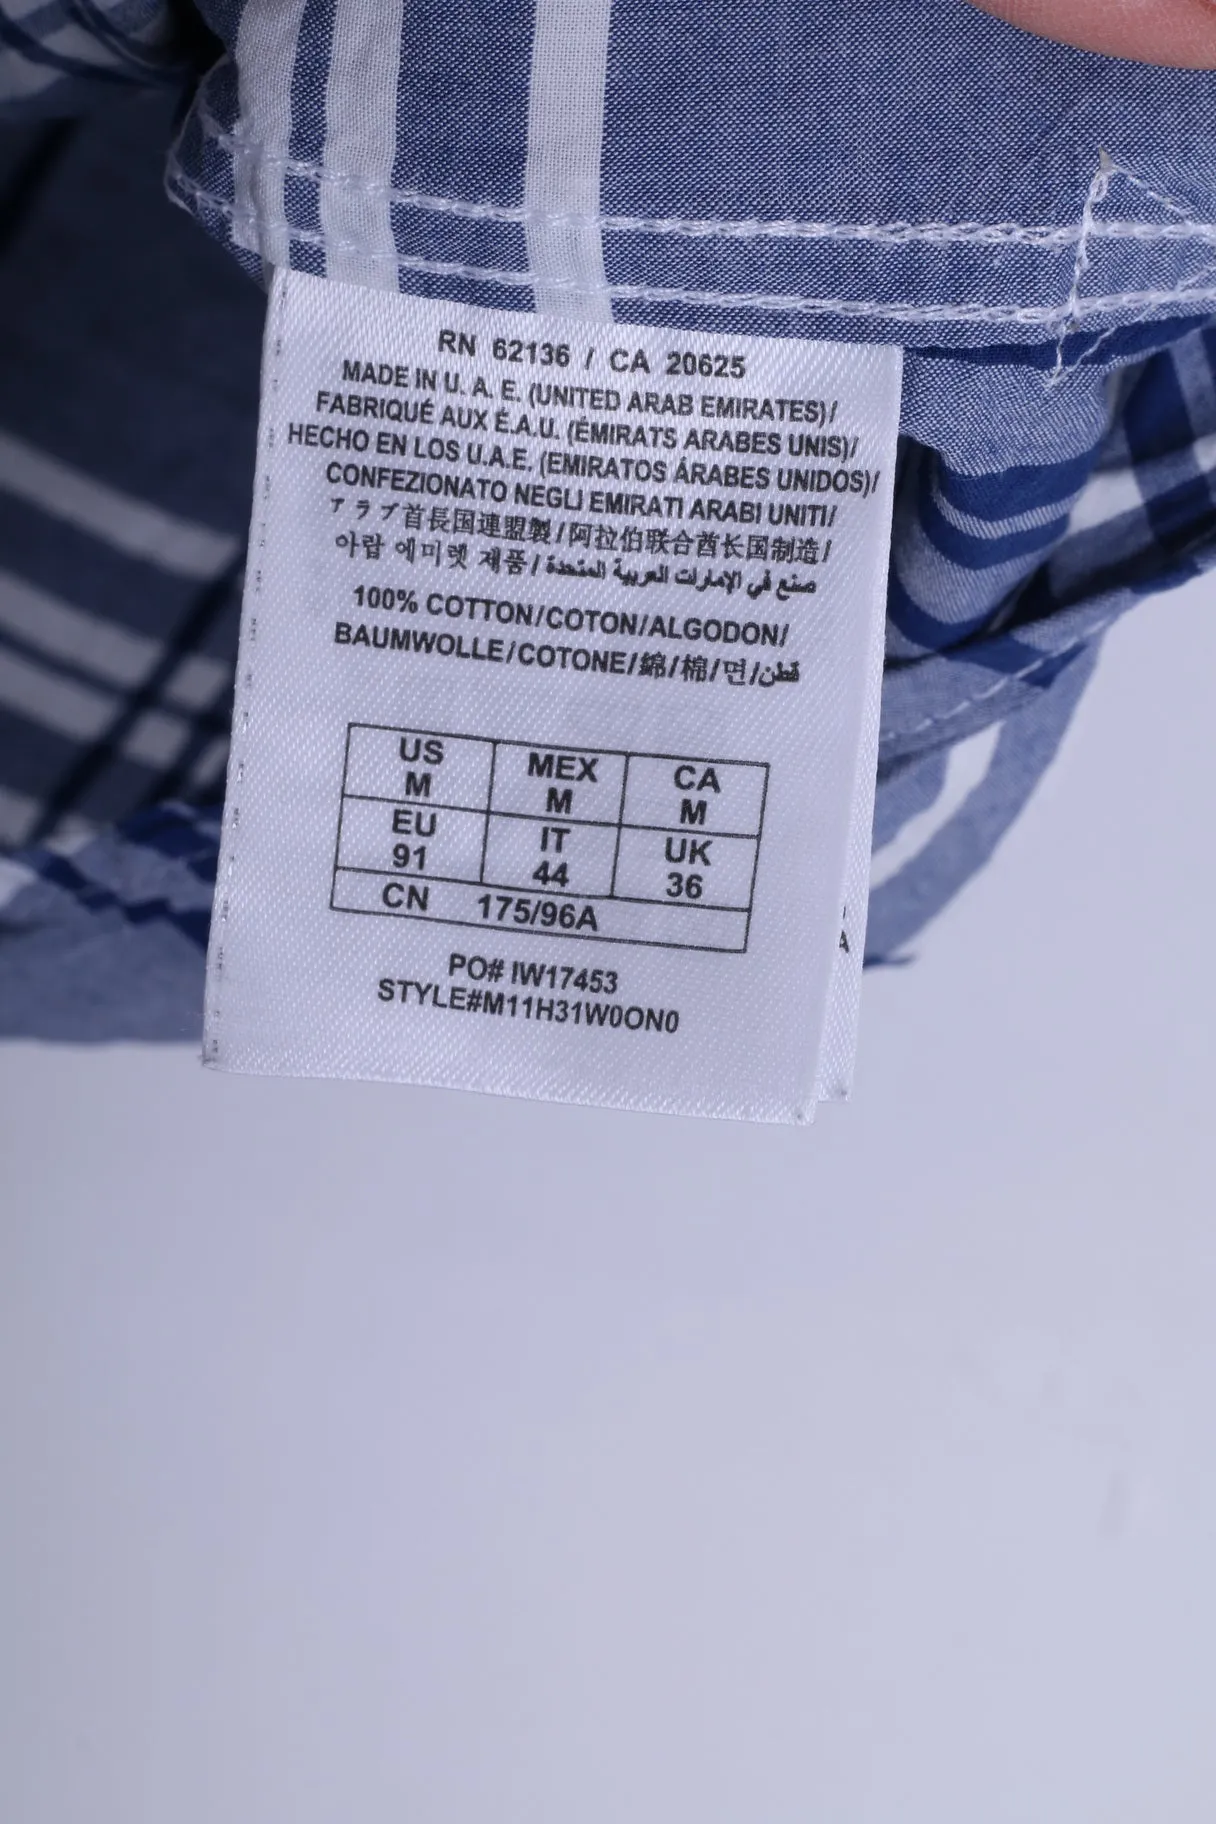 RN 62136 / CA 20625
MADE IN U. A. E. (UNITED ARAB EMIRATES)/
FABRIQUÉ AUX É.A.U. (ÉMIRATS ARABES UNIS)/
HECHO EN LOS U.A.E. (EMIRATOS ÁRABES UNIDOS)/
CONFEZIONATO NEGLI EMIRATI ARABI UNITI/
アラブ首長国連盟製/阿拉伯联合酋长国制造/
아랍 에미렛 제품/صنع في الإمارات العربية المتحدة/
100% COTTON/COTON/ALGODON/
BAUMWOLLE/COTONE/綿/棉/면/قطن
US MEX CA
M M M
EU IT UK
91 44 36
CN 175/96A
PO# IW17453
STYLE#M11H31W0ON0
A